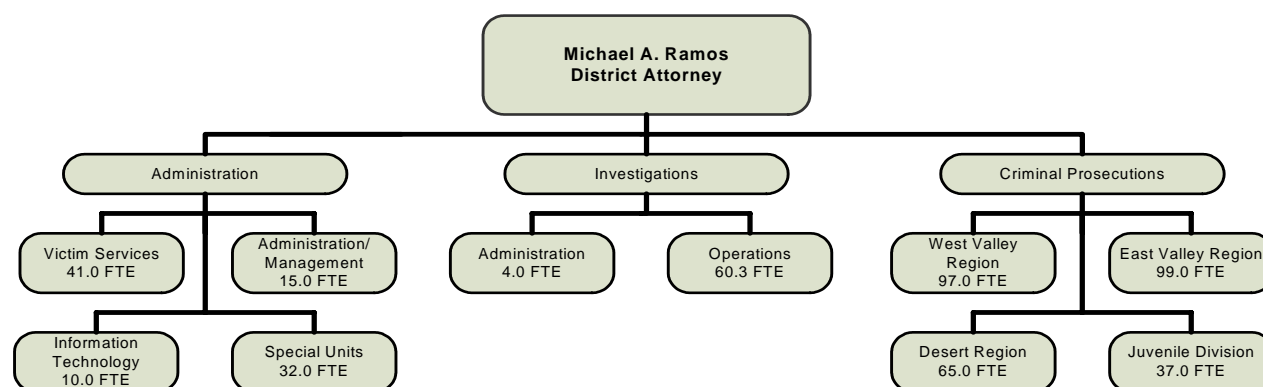 Michael A. Ramos
District Attorney
Administration
Investigations
Criminal Prosecutions
Victim Services
41.0 FTE
Administration/
Management
15.0 FTE
Administration
4.0 FTE
Operations
60.3 FTE
West Valley
Region
97.0 FTE
East Valley Region
99.0 FTE
Information
Technology
10.0 FTE
Special Units
32.0 FTE
Desert Region
65.0 FTE
Juvenile Division
37.0 FTE